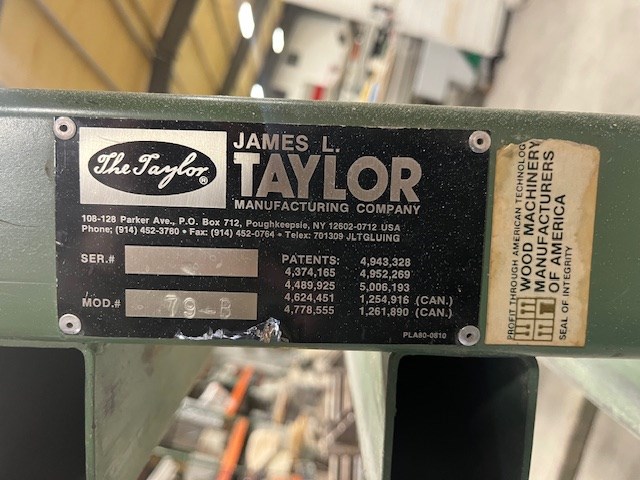 The Taylor®
JAMES L.
TAYLOR
MANUFACTURING COMPANY
108-128 Parker Ave., P.O. Box 712, Poughkeepsie, NY 12602-0712 USA
Phone; (914) 452-3780 • Fax: (914) 452-0764 • Telex: 701309 JLTGLUING
SER.#
MOD.# 79-B
PATENTS: 4,943,328
4,374,165 4,952,269
4,489,925 5,006,193
4,624,451 1,254,916 (CAN.)
4,778,555 1,261,890 (CAN.)
PLA80-0810
PROFIT THROUGH AMERICAN TECHNOLOGY
WOOD MACHINERY
MANUFACTURERS
OF AMERICA
SEAL OF INTEGRITY